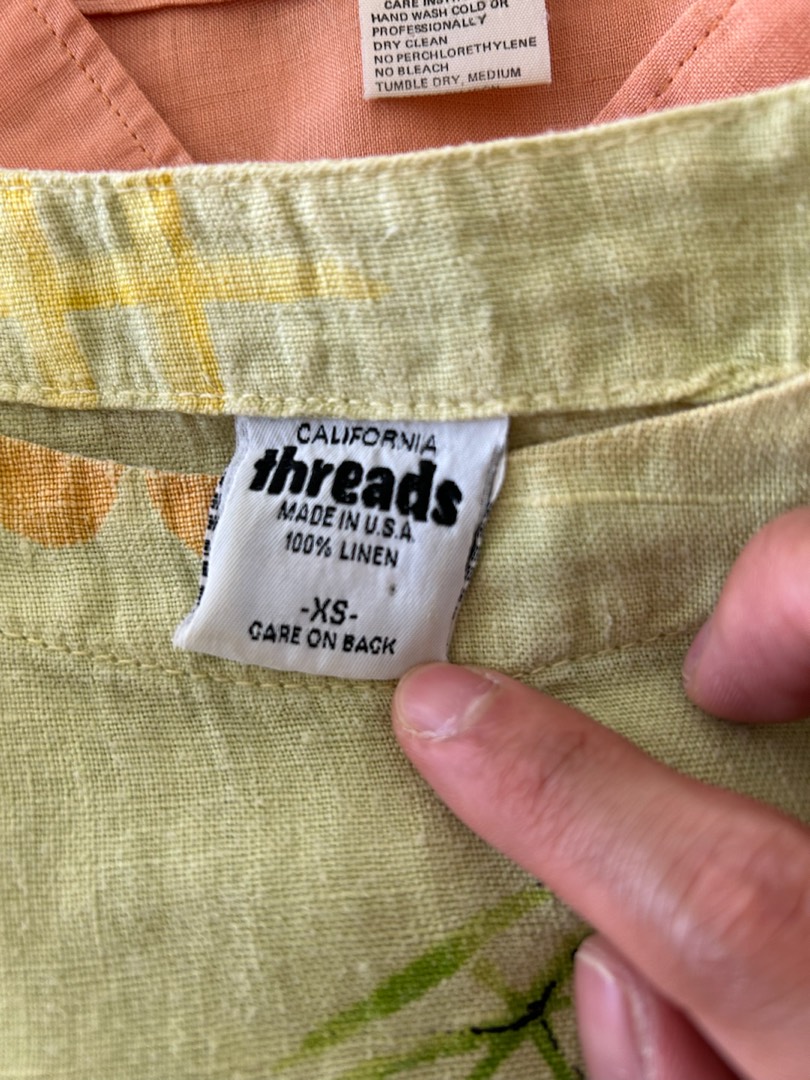 HAND WASH COLD OR
PROFESSIONALLY
DRY CLEAN
NO PERCHLORETHYLENE
NO BLEACH
TUMBLE DRY, MEDIUM
CALIFORNIA
threads
MADE IN U.S.A.
100% LINEN
-XS-
CARE ON BACK